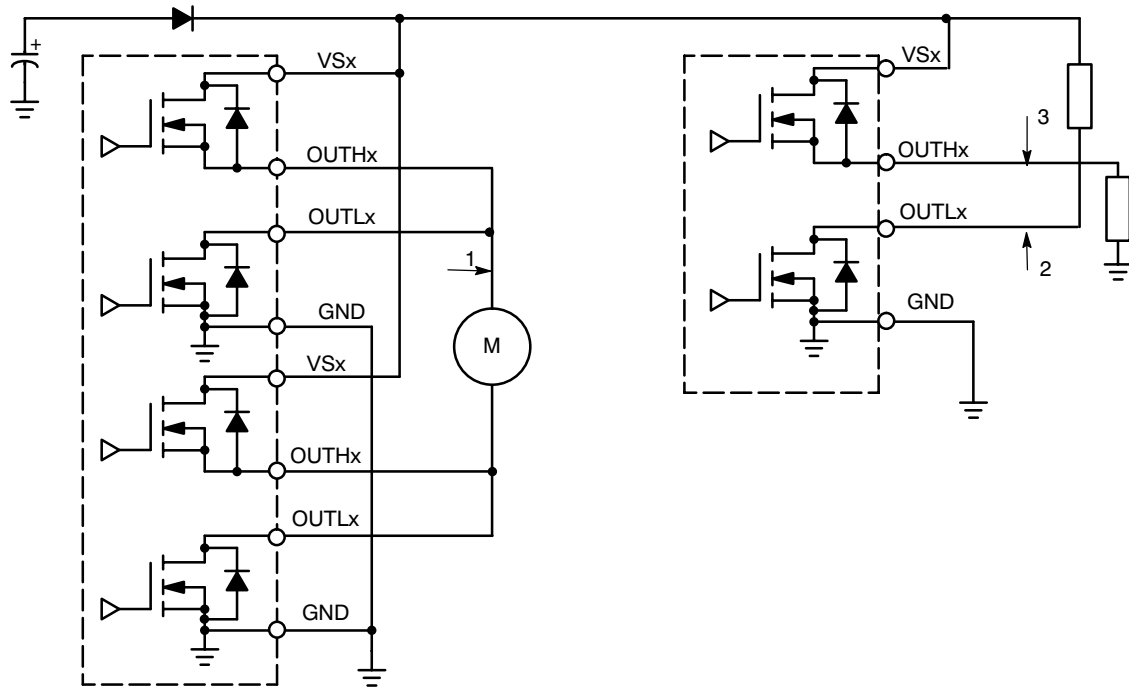 +
VSx
VSx
3
OUTHx
OUTHx
OUTLx
OUTLx
1
2
GND
GND
M
VSx
OUTHx
OUTLx
GND